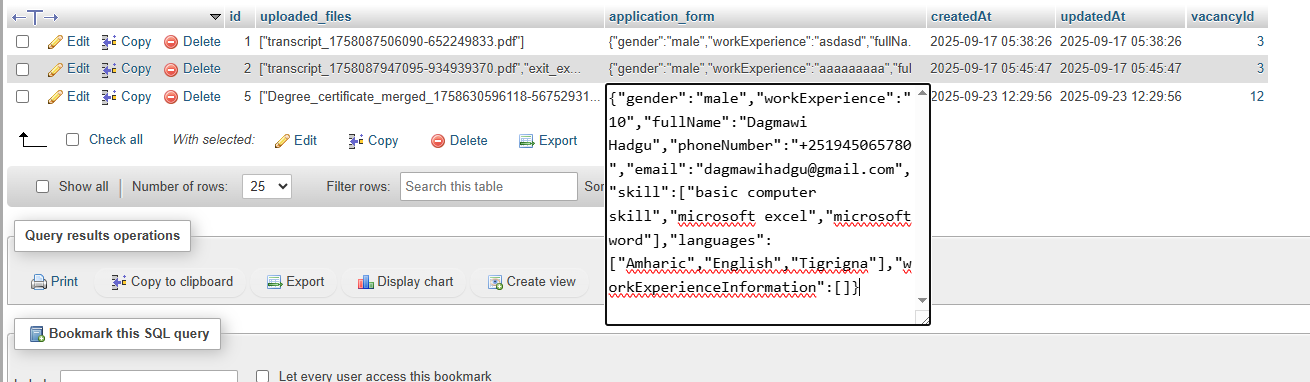 id uploaded_files application_form createdAt updatedAt vacancyId
Edit Copy Delete 1 ["transcript_1758087506090-652249833.pdf"] {"gender":"male","workExperience":"asdasd","fullNa. 2025-09-17 05:38:26 2025-09-17 05:38:26 3
Edit Copy Delete 2 ["transcript_1758087947095-934939370.pdf","exit_ex... {"gender":"male","workExperience":"aaaaaaaaa","ful 2025-09-17 05:45:47 2025-09-17 05:45:47 3
Edit Copy Delete 5 ["Degree_certificate_merged_1758630596118-56752931... 2025-09-23 12:29:56 2025-09-23 12:29:56 12
{"gender":"male","workExperience":"
10","fullName":"Dagmawi
Hadgu","phoneNumber":"+251945065780
","email":"dagmawihadgu@gmail.com",
"skill":["basic computer
skill","microsoft excel","microsoft
word"],"languages":
["Amharic","English","Tigrigna"],"w
orkExperienceInformation":[]}
Check all With selected: Edit Copy Delete Export
Show all Number of rows: 25 Filter rows: Search this table
Query results operations
Print Copy to clipboard Export Display chart Create view
Bookmark this SQL query
Let every user access this bookmark